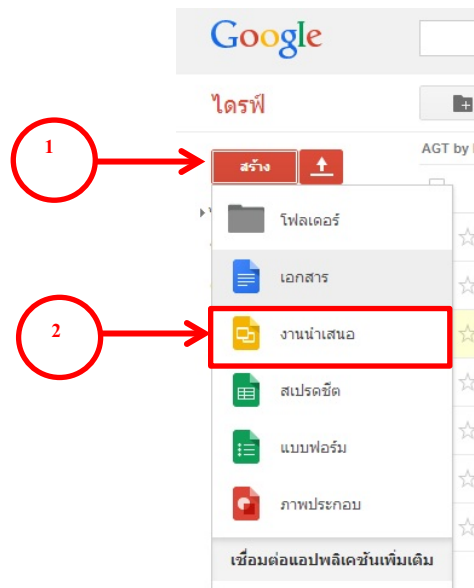 Google
ไดรฟ์
1
สร้าง
AGT by
โฟลเดอร์
เอกสาร
2
งานนำเสนอ
สเปรดชีต
แบบฟอร์ม
ภาพประกอบ
เชื่อมต่อแอปพลิเคชันเพิ่มเติม